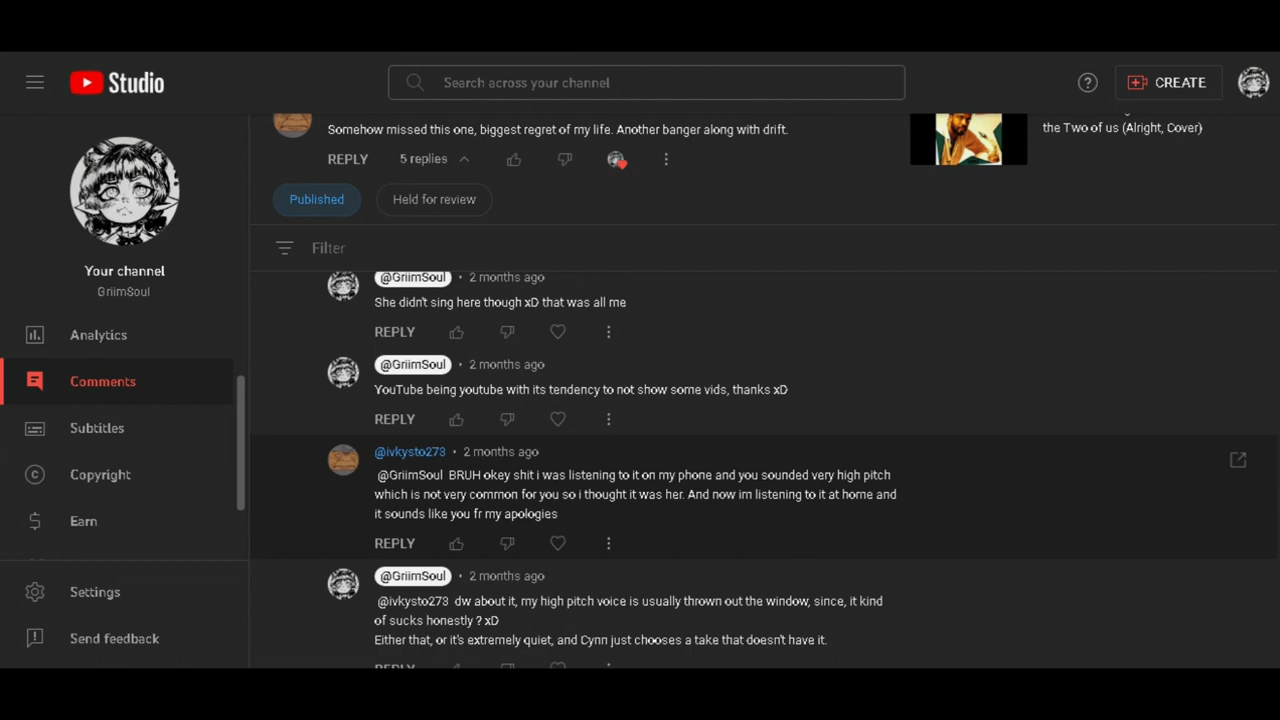 Studio
Search across your channel
CREATE
Somehow missed this one, biggest regret of my life. Another banger along with drift.
the Two of us (Alright, Cover)
REPLY 5 replies
Published Held for review
Your channel
GriimSoul
Filter
Analytics
Comments
Subtitles
Copyright
Earn
Settings
Send feedback
@GriimSoul • 2 months ago
She didn't sing here though xD that was all me
REPLY
@GriimSoul • 2 months ago
YouTube being youtube with its tendency to not show some vids, thanks xD
REPLY
@ivkysto273 • 2 months ago
@GriimSoul BRUH okey shit i was listening to it on my phone and you sounded very high pitch
which is not very common for you so i thought it was her. And now im listening to it at home and
it sounds like you fr my apologies
REPLY
@GriimSoul • 2 months ago
@ivkysto273 dw about it, my high pitch voice is usually thrown out the window, since, it kind
of sucks honestly ? xD
Either that, or it's extremely quiet, and Cynn just chooses a take that doesn't have it.
REPLY